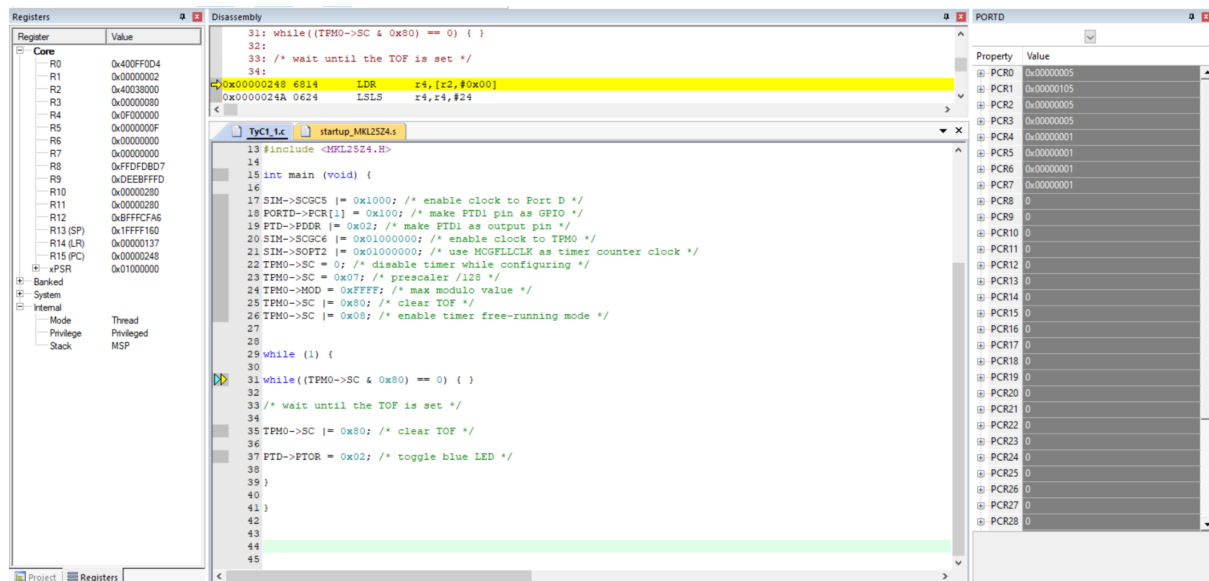 Registers
Register Value
Core
R0 0x400FF0D4
R1 0x00000002
R2 0x40038000
R3 0x00000080
R4 0x0F000000
R5 0x0000000F
R6 0x00000000
R7 0x00000000
R8 0xFFDFDBD7
R9 0xDEEBFFFD
R10 0x00000280
R11 0x00000280
R12 0xBFFFCFA6
R13 (SP) 0x1FFFF160
R14 (LR) 0x00000137
R15 (PC) 0x00000248
xPSR 0x01000000
Banked
System
Internal
Mode Thread
Privilege Privileged
Stack MSP
Project Registers
Disassembly
31: while((TPM0->SC & 0x80) == 0) { }
32:
33: /* wait until the TOF is set */
34:
0x00000248 6814 LDR r4,[r2,#0x00]
0x0000024A 0624 LSLS r4,r4,#24
TyC1_1.c startup_MKL25Z4.s
13 #include <MKL25Z4.H>
14
15 int main (void) {
16
17 SIM->SCGC5 |= 0x1000; /* enable clock to Port D */
18 PORTD->PCR[1] = 0x100; /* make PTD1 pin as GPIO */
19 PTD->PDDR |= 0x02; /* make PTD1 as output pin */
20 SIM->SCGC6 |= 0x01000000; /* enable clock to TPM0 */
21 SIM->SOPT2 |= 0x01000000; /* use MCGFLLCLK as timer counter clock */
22 TPM0->SC = 0; /* disable timer while configuring */
23 TPM0->SC = 0x07; /* prescaler /128 */
24 TPM0->MOD = 0xFFFF; /* max modulo value */
25 TPM0->SC |= 0x80; /* clear TOF */
26 TPM0->SC |= 0x08; /* enable timer free-running mode */
27
28
29 while (1) {
30
31 while((TPM0->SC & 0x80) == 0) { }
32
33 /* wait until the TOF is set */
34
35 TPM0->SC |= 0x80; /* clear TOF */
36
37 PTD->PTOR = 0x02; /* toggle blue LED */
38
39 }
40
41 }
42
43
44
45
PORTD
Property Value
PCR0 0x00000005
PCR1 0x00000105
PCR2 0x00000005
PCR3 0x00000005
PCR4 0x00000001
PCR5 0x00000001
PCR6 0x00000001
PCR7 0x00000001
PCR8 0
PCR9 0
PCR10 0
PCR11 0
PCR12 0
PCR13 0
PCR14 0
PCR15 0
PCR16 0
PCR17 0
PCR18 0
PCR19 0
PCR20 0
PCR21 0
PCR22 0
PCR23 0
PCR24 0
PCR25 0
PCR26 0
PCR27 0
PCR28 0